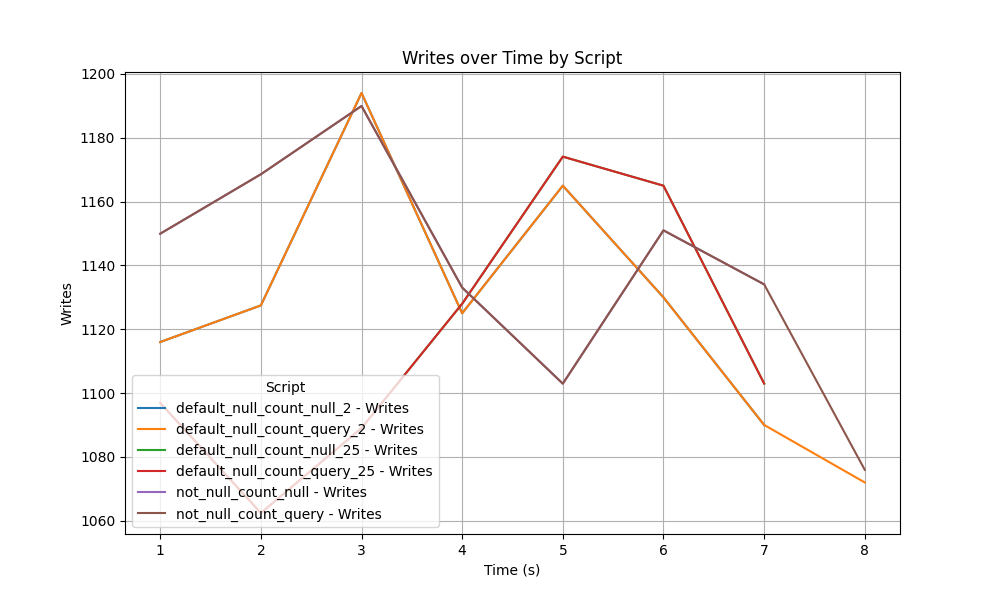 Writes over Time by Script
1200
1180
1160
1140
1120
1100
1080
1060
Writes
Script
default_null_count_null_2 - Writes
default_null_count_query_2 - Writes
default_null_count_null_25 - Writes
default_null_count_query_25 - Writes
not_null_count_null - Writes
not_null_count_query - Writes
1 2 3 4 5 6 7 8
Time (s)